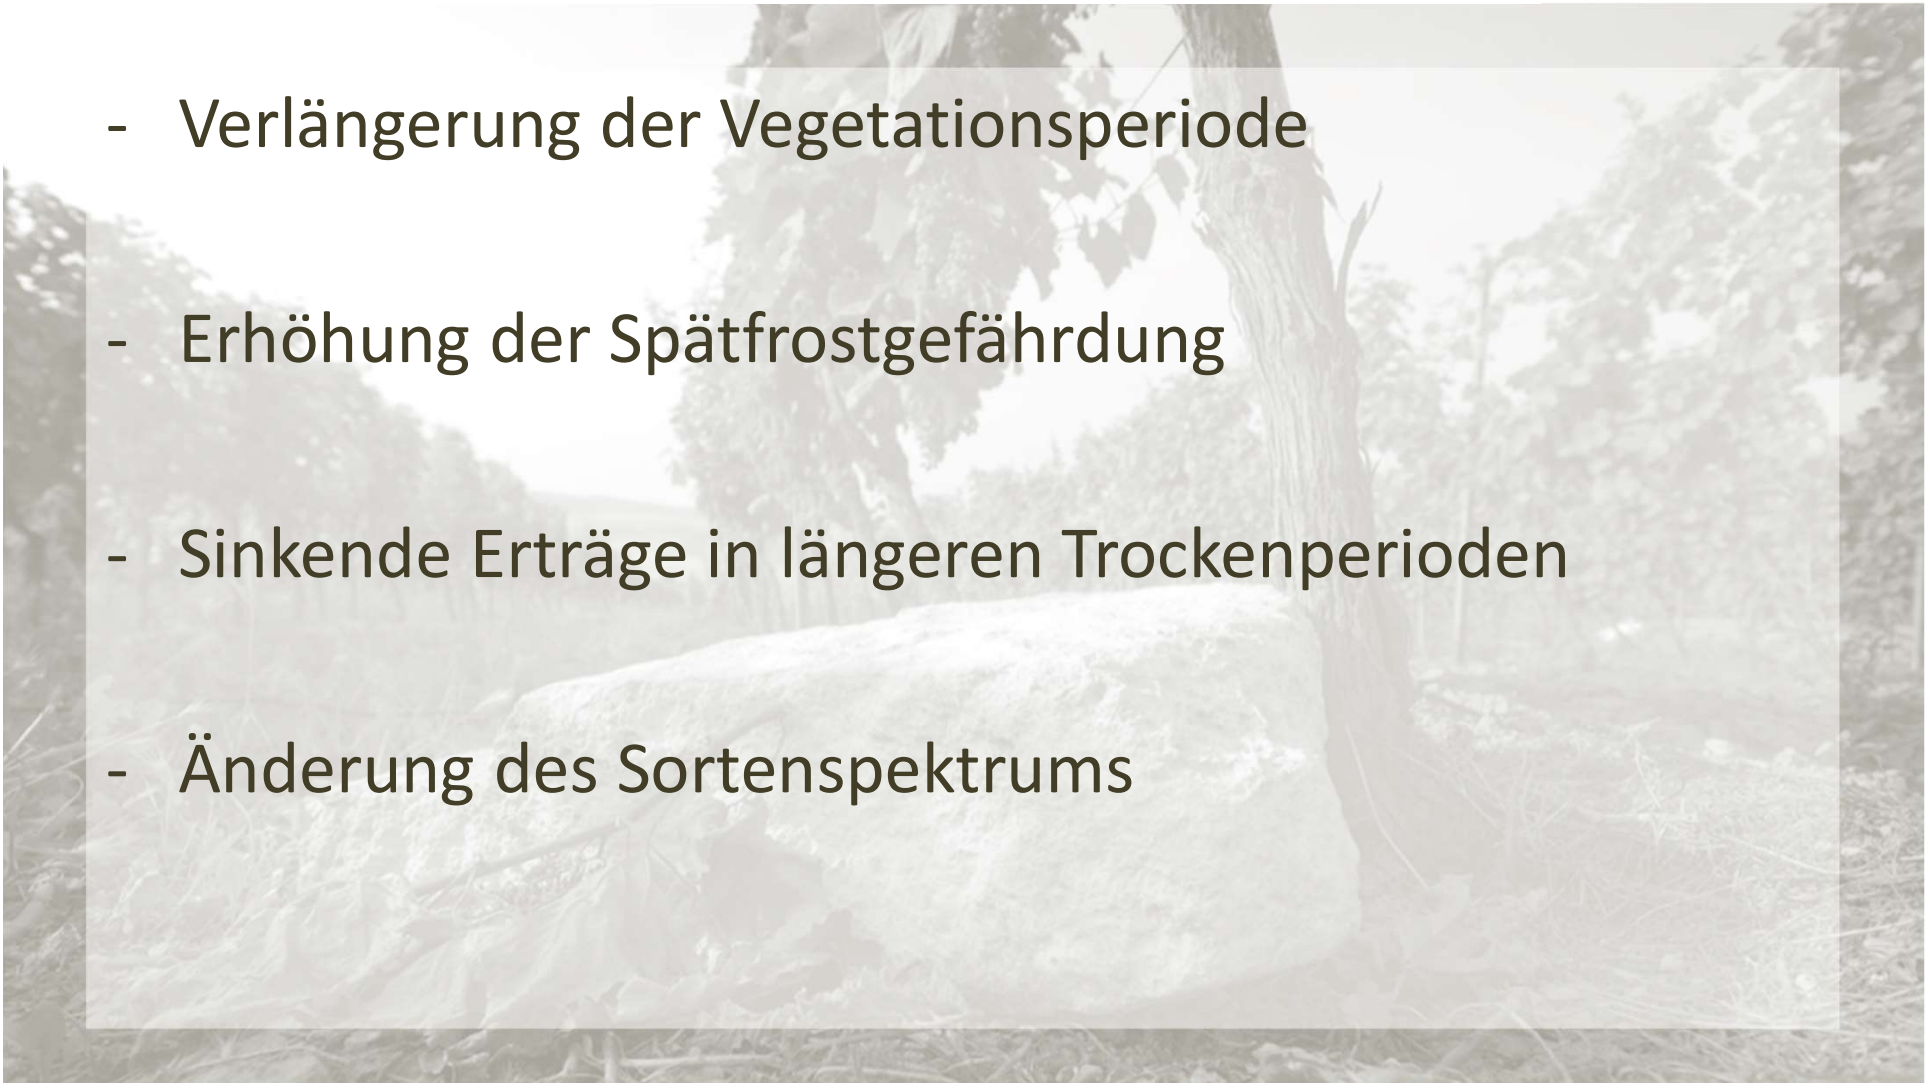 - Verlängerung der Vegetationsperiode
- Erhöhung der Spätfrostgefährdung
- Sinkende Erträge in längeren Trockenperioden
- Änderung des Sortenspektrums